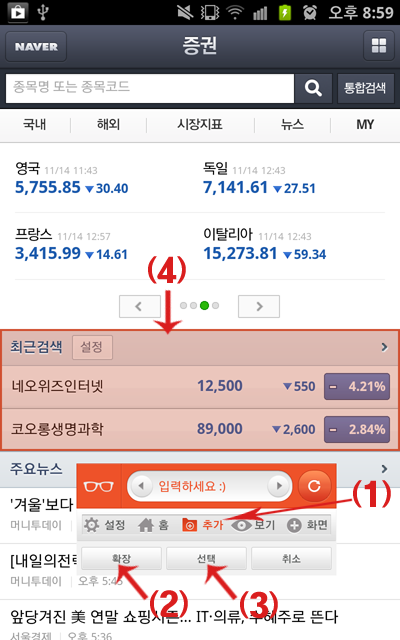 오후 8:59
NAVER 증권
종목명 또는 종목코드 통합검색
국내 해외 시장지표 뉴스 MY
영국 11/14 11:43 독일 11/14 12:43
5,755.85 ▼30.40 7,141.61 ▼27.51
프랑스 11/14 12:57 이탈리아 11/14 12:43
3,415.99 ▼14.61 15,273.81 ▼59.34
(4)
최근검색 설정
네오위즈인터넷 12,500 ▼550 - 4.21%
코오롱생명과학 89,000 ▼2,600 - 2.84%
주요뉴스
입력하세요 :)
'겨울'보다
(1)
머니투데이
설정 홈 추가 보기 화면
[내일의전
확장 선택 취소
머니투데이 오후 5:45
(2) (3)
앞당겨진 美 연말 쇼핑시즌... IT·의류, 혜주로 뜬다
서울경제 오후 5:36